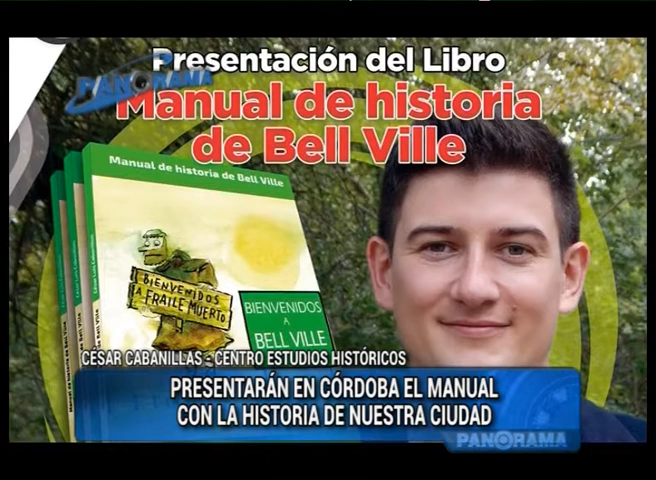 Presentación del Libro
PANORAMA
Manual de historia
de Bell Ville
Manual de historia de Bell Ville
BIENVENIDOS
A FRAILE MUERTO
BIENVENIDOS
A
BELL VILLE
CÉSAR CABANILLAS - CENTRO ESTUDIOS HISTÓRICOS
PRESENTARÁN EN CÓRDOBA EL MANUAL
CON LA HISTORIA DE NUESTRA CIUDAD
PANORAMA